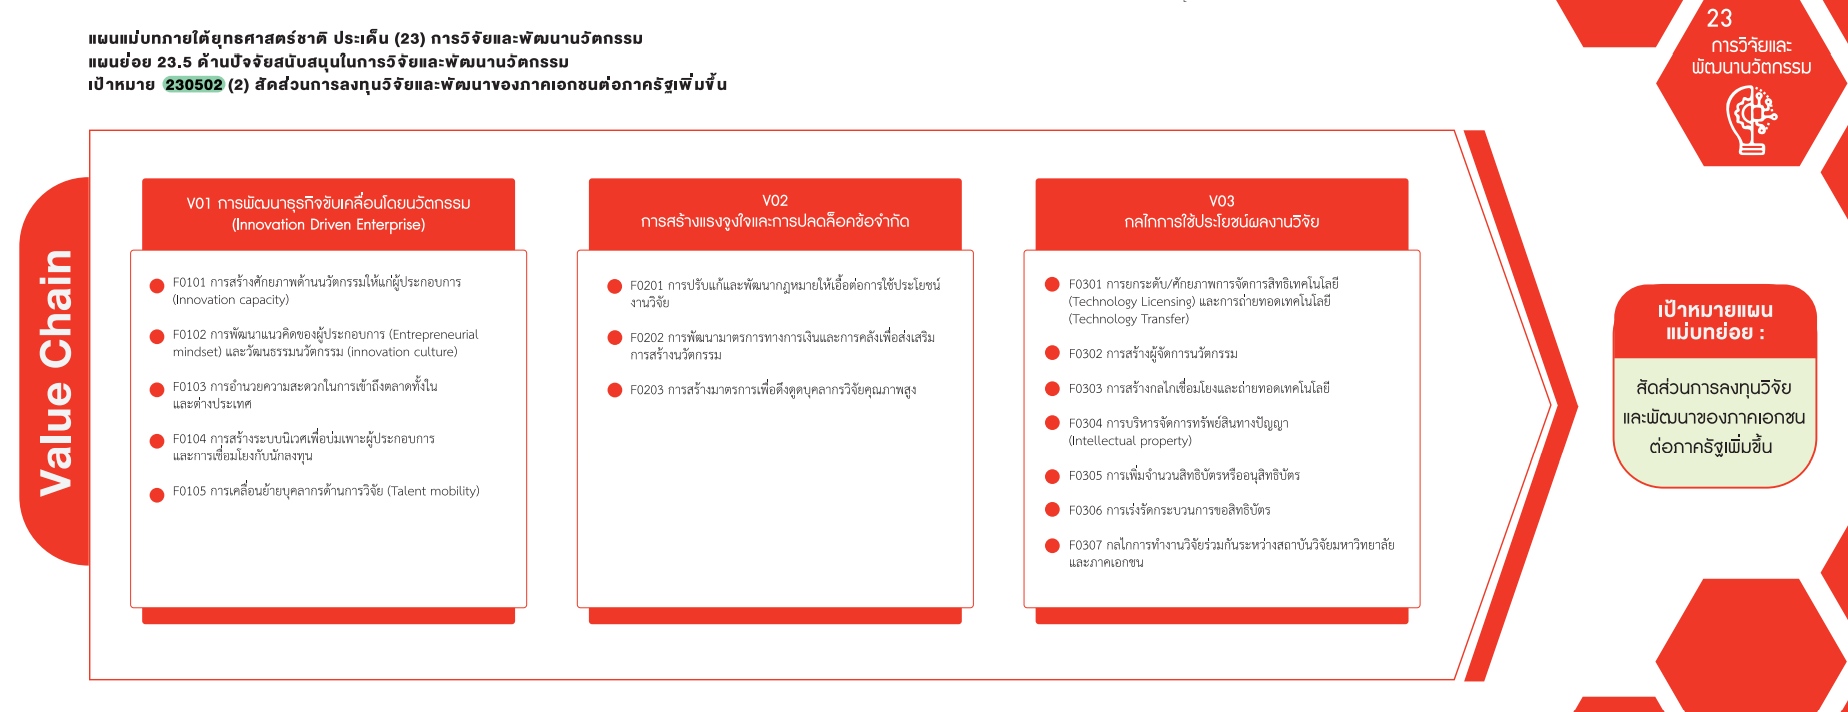 แผนแม่บทภายใต้ยุทธศาสตร์ชาติ ประเด็น (23) การวิจัยและพัฒนานวัตกรรม
แผนย่อย 23.5 ด้านปัจจัยสนับสนุนในการวิจัยและพัฒนานวัตกรรม
เป้าหมาย 230502 (2) สัดส่วนการลงทุนวิจัยและพัฒนาของภาคเอกชนต่อภาครัฐเพิ่มขึ้น
23
การวิจัยและ
พัฒนานวัตกรรม
Value Chain
V01 การพัฒนาธุรกิจขับเคลื่อนโดยนวัตกรรม
(Innovation Driven Enterprise)
F0101 การสร้างศักยภาพด้านนวัตกรรมให้แก่ผู้ประกอบการ
(Innovation capacity)
F0102 การพัฒนาแนวคิดของผู้ประกอบการ (Entrepreneurial
mindset) และวัฒนธรรมนวัตกรรม (innovation culture)
F0103 การอำนวยความสะดวกในการเข้าถึงตลาดทั้งใน
และต่างประเทศ
F0104 การสร้างระบบนิเวศเพื่อบ่มเพาะผู้ประกอบการ
และการเชื่อมโยงกับนักลงทุน
F0105 การเคลื่อนย้ายบุคลากรด้านการวิจัย (Talent mobility)
V02
การสร้างแรงจูงใจและการปลดล็อคข้อจำกัด
F0201 การปรับแก้และพัฒนากฎหมายให้เอื้อต่อการใช้ประโยชน์
งานวิจัย
F0202 การพัฒนามาตรการทางการเงินและการคลังเพื่อส่งเสริม
การสร้างนวัตกรรม
F0203 การสร้างมาตรการเพื่อดึงดูดบุคลากรวิจัยคุณภาพสูง
V03
กลไกการใช้ประโยชน์ผลงานวิจัย
F0301 การยกระดับ/ศักยภาพการจัดการสิทธิเทคโนโลยี
(Technology Licensing) และการถ่ายทอดเทคโนโลยี
(Technology Transfer)
F0302 การสร้างผู้จัดการนวัตกรรม
F0303 การสร้างกลไกเชื่อมโยงและถ่ายทอดเทคโนโลยี
F0304 การบริหารจัดการทรัพย์สินทางปัญญา
(Intellectual property)
F0305 การเพิ่มจำนวนสิทธิบัตรหรืออนุสิทธิบัตร
F0306 การเร่งรัดกระบวนการขอสิทธิบัตร
F0307 กลไกการทำงานวิจัยร่วมกันระหว่างสถาบันวิจัยมหาวิทยาลัย
และภาคเอกชน
เป้าหมายแผน
แม่บทย่อย :
สัดส่วนการลงทุนวิจัย
และพัฒนาของภาคเอกชน
ต่อภาครัฐเพิ่มขึ้น